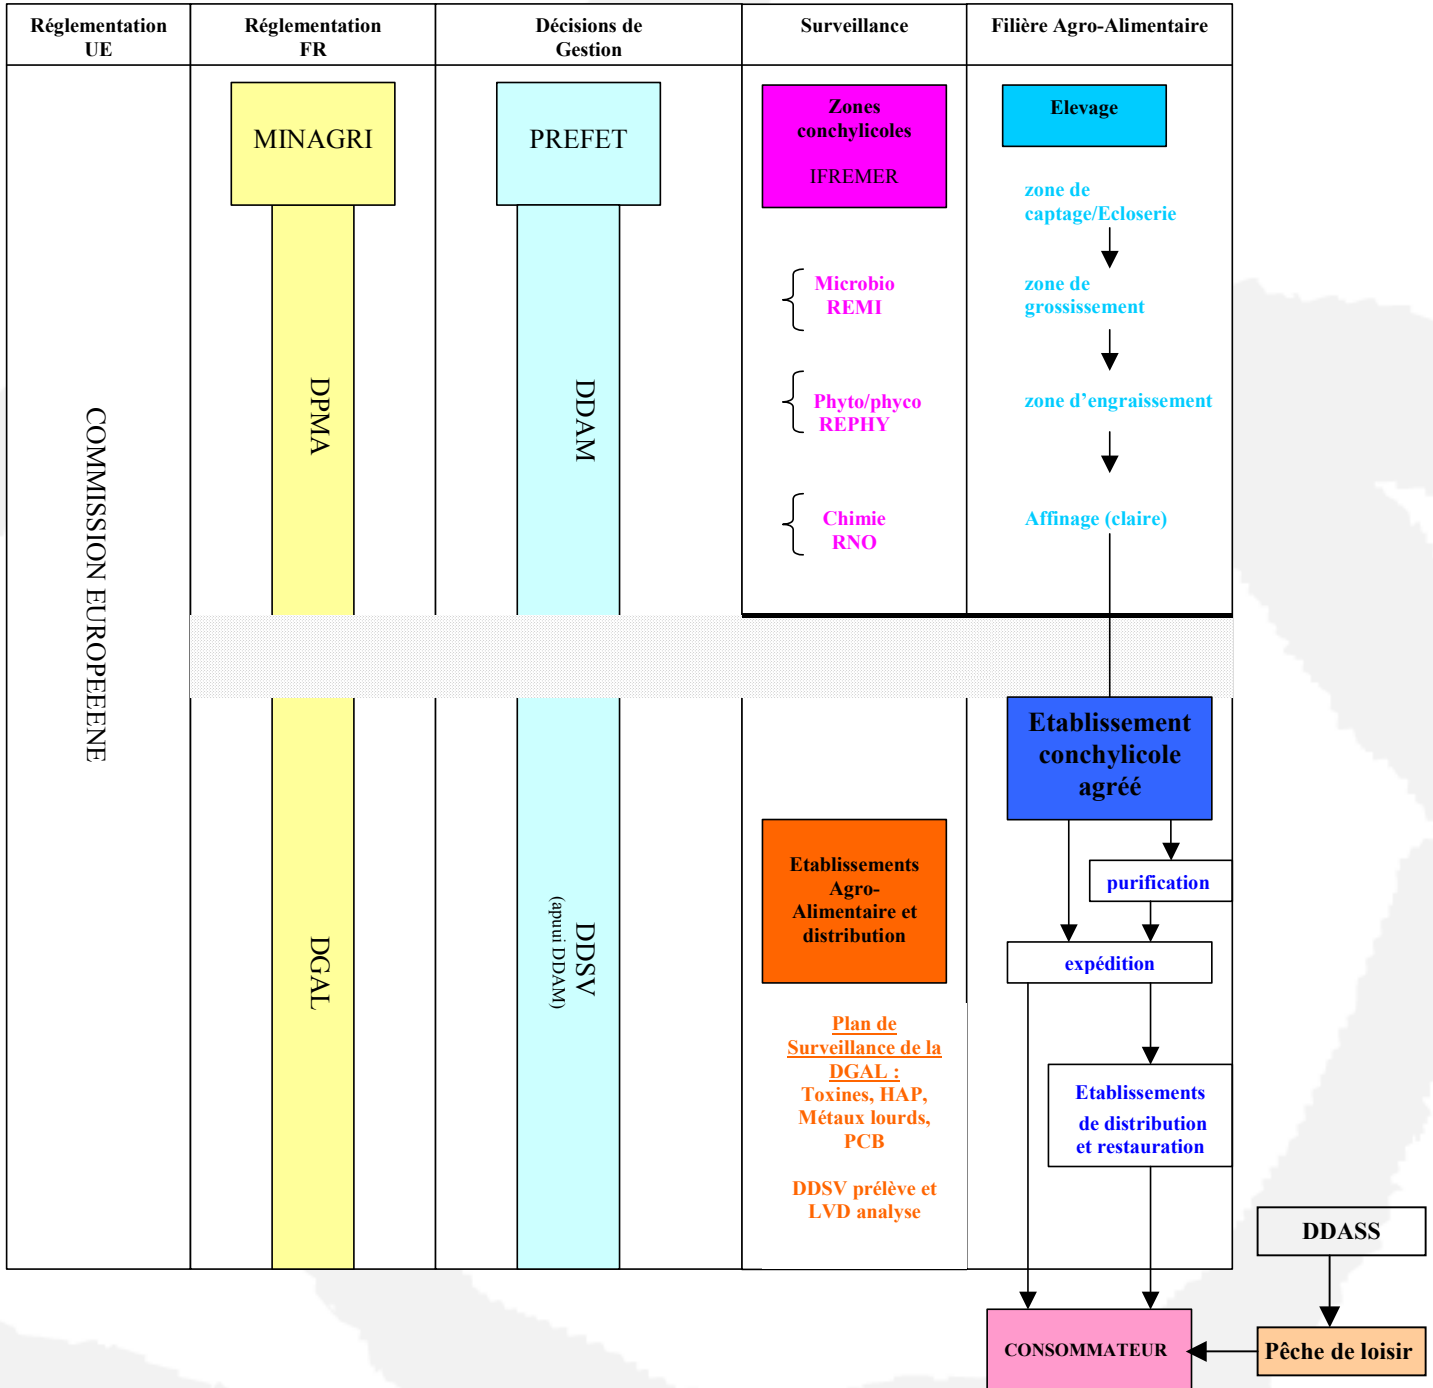 Réglementation
UE
Réglementation
FR
Décisions de
Gestion
Surveillance
Filière Agro-Alimentaire
COMMISSION EUROPEEENE
MINAGRI
DPMA
DGAL
PREFET
DDAM
DDSV
(apuui DDAM)
Zones
conchylicoles
IFREMER
Microbio
REMI
Phyto/phyco
REPHY
Chimie
RNO
Etablissements
Agro-
Alimentaire et
distribution
Plan de
Surveillance de la
DGAL :
Toxines, HAP,
Métaux lourds,
PCB
DDSV prélève et
LVD analyse
Elevage
zone de
captage/Ecloserie
zone de
grossissement
zone d'engraissement
Affinage (claire)
Etablissement
conchylicole
agréé
purification
expédition
Etablissements
de distribution
et restauration
DDASS
Pêche de loisir
CONSOMMATEUR